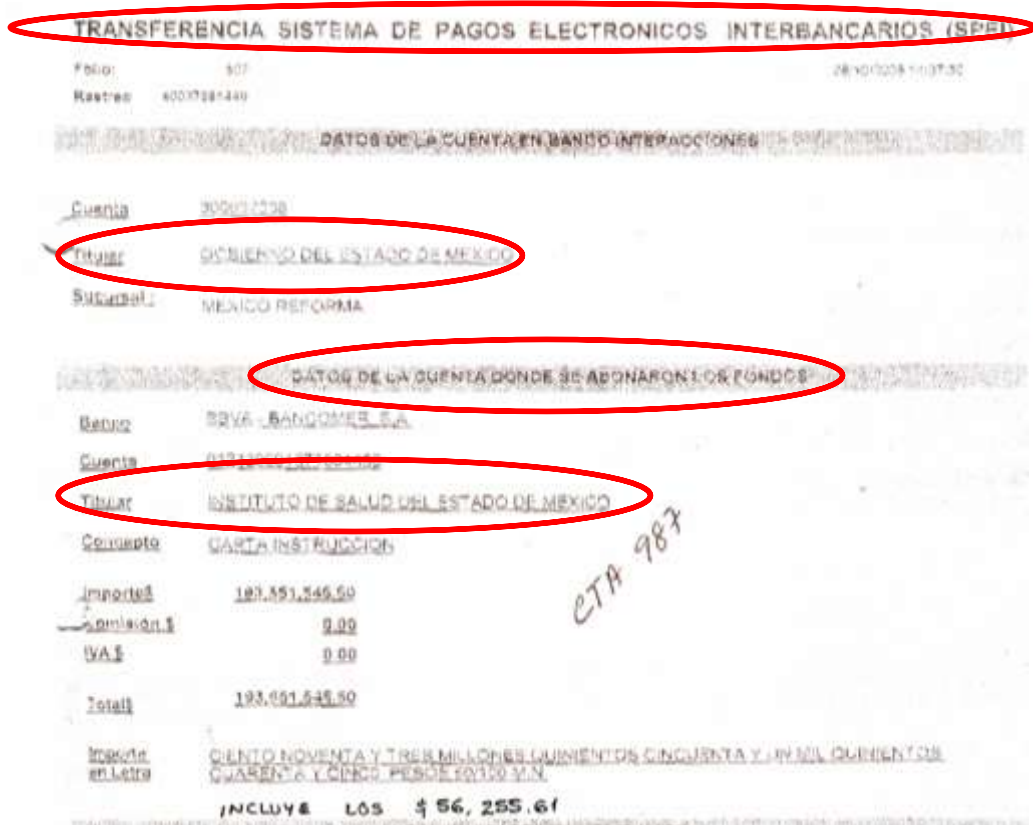 TRANSFERENCIA SISTEMA DE PAGOS ELECTRONICOS INTERBANCARIOS (SPEI)
Folio: 507
Rastreo
DATOS DE LA CUENTA EN BANCO INTERACCIONES
Cuenta
Titular GOBIERNO DEL ESTADO DE MEXICO
Sucursal: MEXICO REFORMA
DATOS DE LA CUENTA DONDE SE ABONARON LOS FONDOS
Banco BBVA - BANCOMER, S.A.
Cuenta
Titular INSTITUTO DE SALUD DEL ESTADO DE MEXICO
Concepto CARTA INSTRUCCION
CTA 987
Importe$ 193,551,545.50
Comisión $ 0.00
IVA $ 0.00
Total$ 193,551,545.50
Importe CIENTO NOVENTA Y TRES MILLONES QUINIENTOS CINCUENTA Y UN MIL QUINIENTOS
en Letra CUARENTA Y CINCO PESOS M.N.
INCLUYE LOS $ 56,255.61